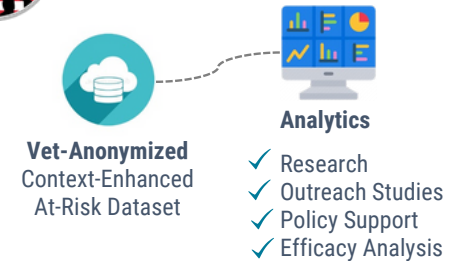 Vet-Anonymized
Context-Enhanced
At-Risk Dataset
Analytics
Research
Outreach Studies
Policy Support
Efficacy Analysis